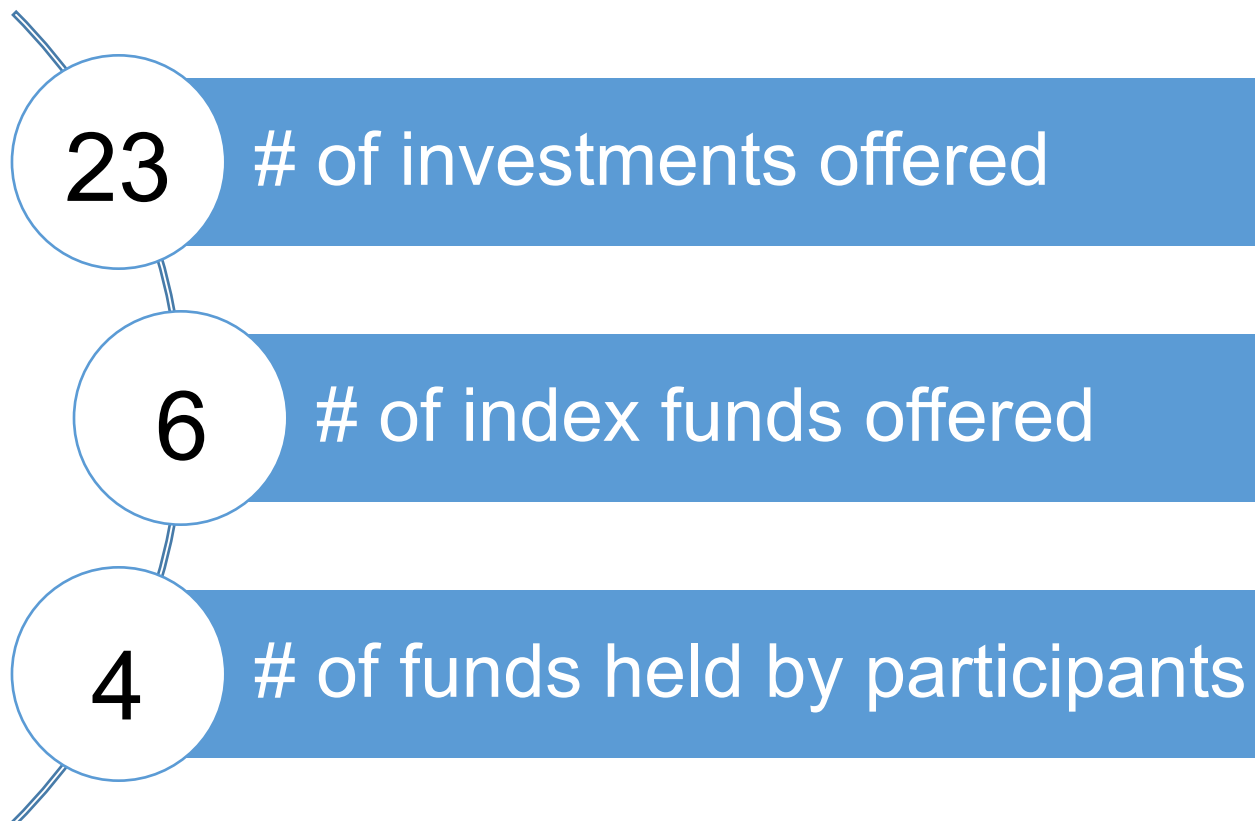 23
# of investments offered
6
# of index funds offered
4
# of funds held by participants